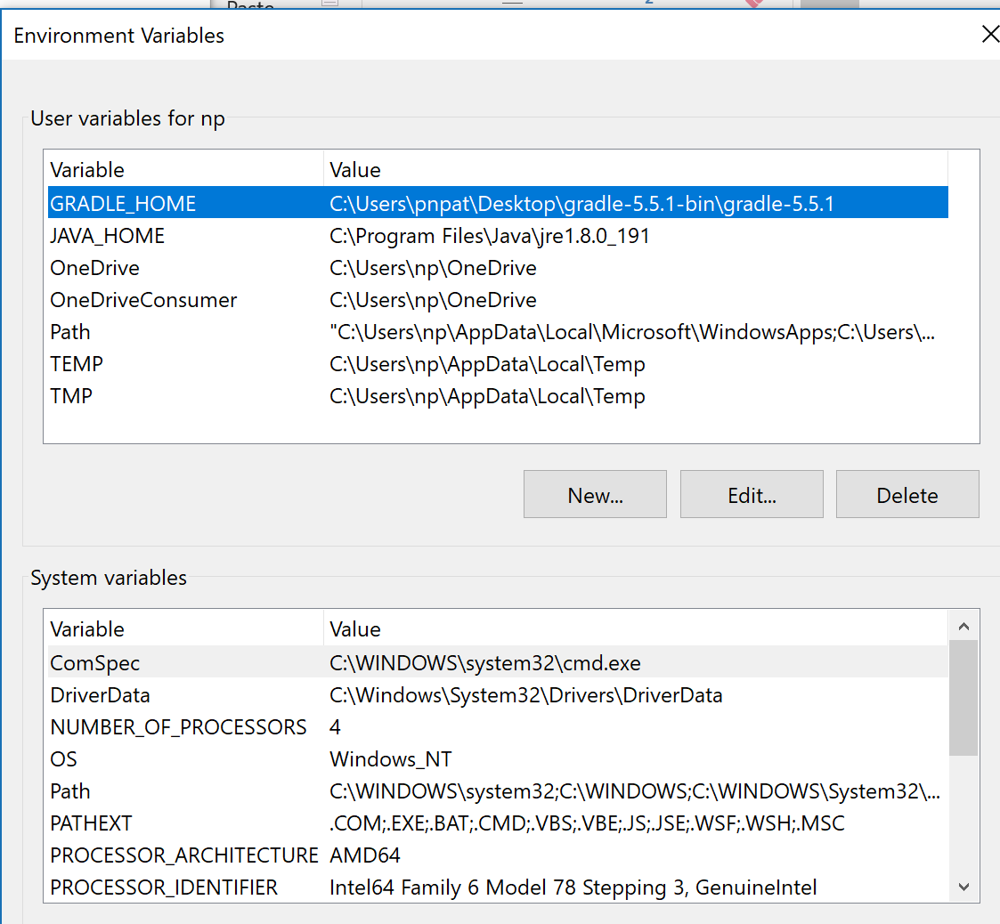 Paste
Environment Variables
User variables for np
Variable Value
GRADLE_HOME C:\Users\pnpat\Desktop\gradle-5.5.1-bin\gradle-5.5.1
JAVA_HOME C:\Program Files\Java\jre1.8.0_191
OneDrive C:\Users\np\OneDrive
OneDriveConsumer C:\Users\np\OneDrive
Path "C:\Users\np\AppData\Local\Microsoft\WindowsApps;C:\Users\...
TEMP C:\Users\np\AppData\Local\Temp
TMP C:\Users\np\AppData\Local\Temp
New... Edit... Delete
System variables
Variable Value
ComSpec C:\WINDOWS\system32\cmd.exe
DriverData C:\Windows\System32\Drivers\DriverData
NUMBER_OF_PROCESSORS 4
OS Windows_NT
Path C:\WINDOWS\system32;C:\WINDOWS;C:\WINDOWS\System32\...
PATHEXT .COM;.EXE;.BAT;.CMD;.VBS;.VBE;.JS;.JSE;.WSF;.WSH;.MSC
PROCESSOR_ARCHITECTURE AMD64
PROCESSOR_IDENTIFIER Intel64 Family 6 Model 78 Stepping 3, GenuineIntel